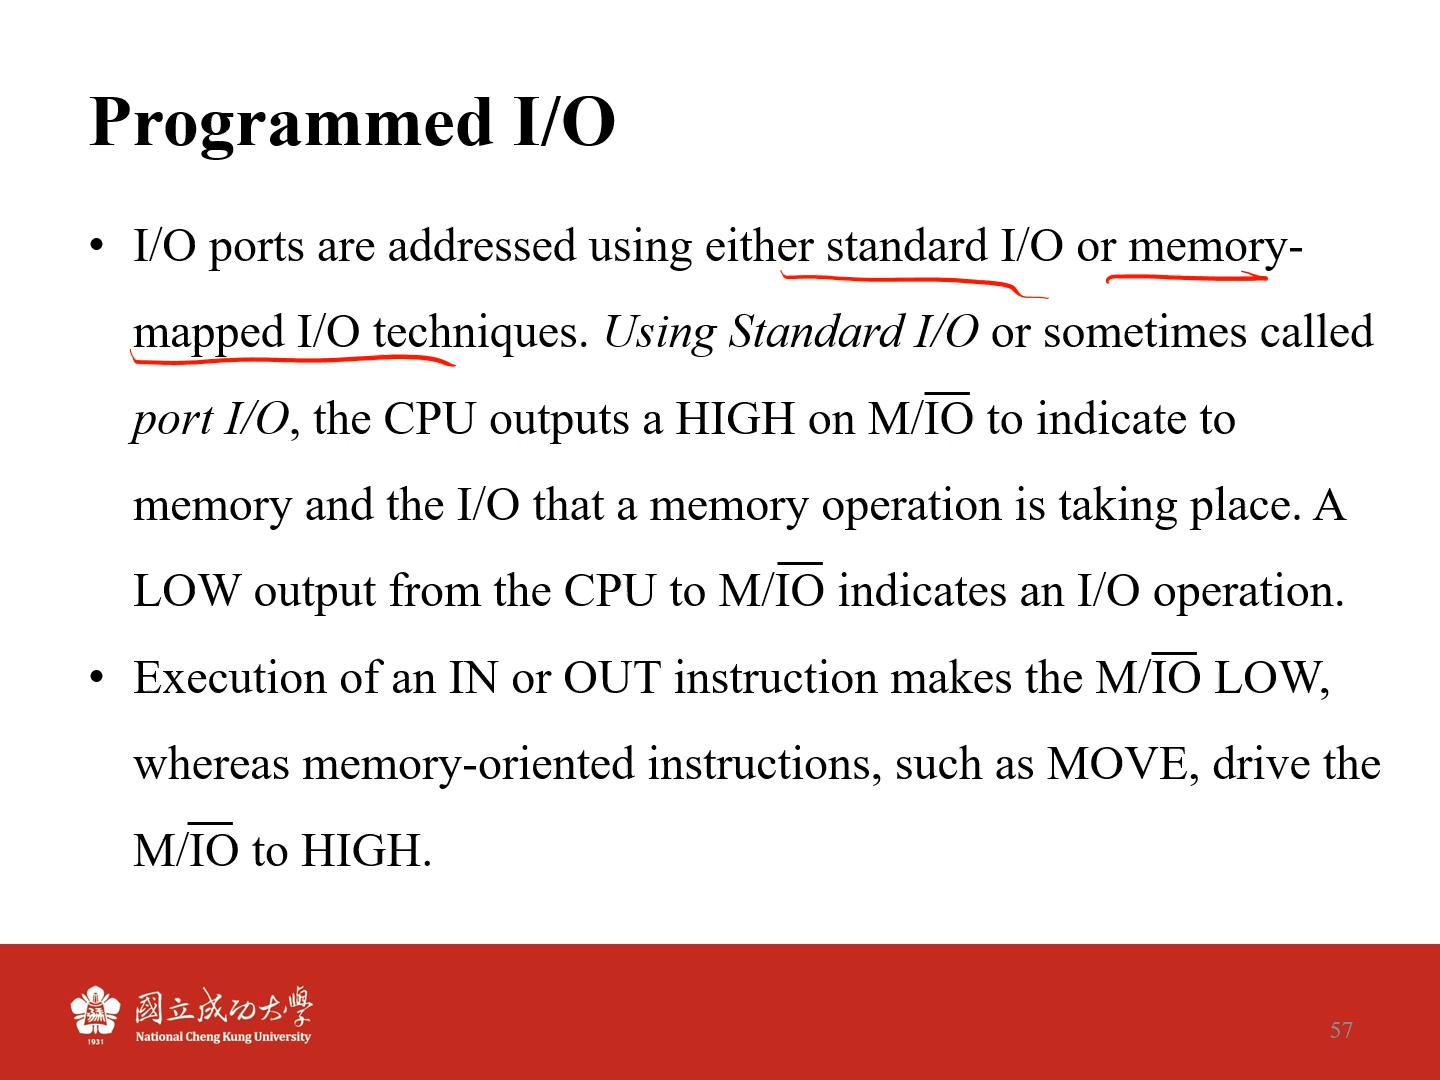 Programmed I/O
• I/O ports are addressed using either standard I/O or memory-
mapped I/O techniques. Using Standard I/O or sometimes called
port I/O, the CPU outputs a HIGH on M/I̅O̅ to indicate to
memory and the I/O that a memory operation is taking place. A
LOW output from the CPU to M/I̅O̅ indicates an I/O operation.
• Execution of an IN or OUT instruction makes the M/I̅O̅ LOW,
whereas memory-oriented instructions, such as MOVE, drive the
M/I̅O̅ to HIGH.
國立成功大學
National Cheng Kung University
1931
57